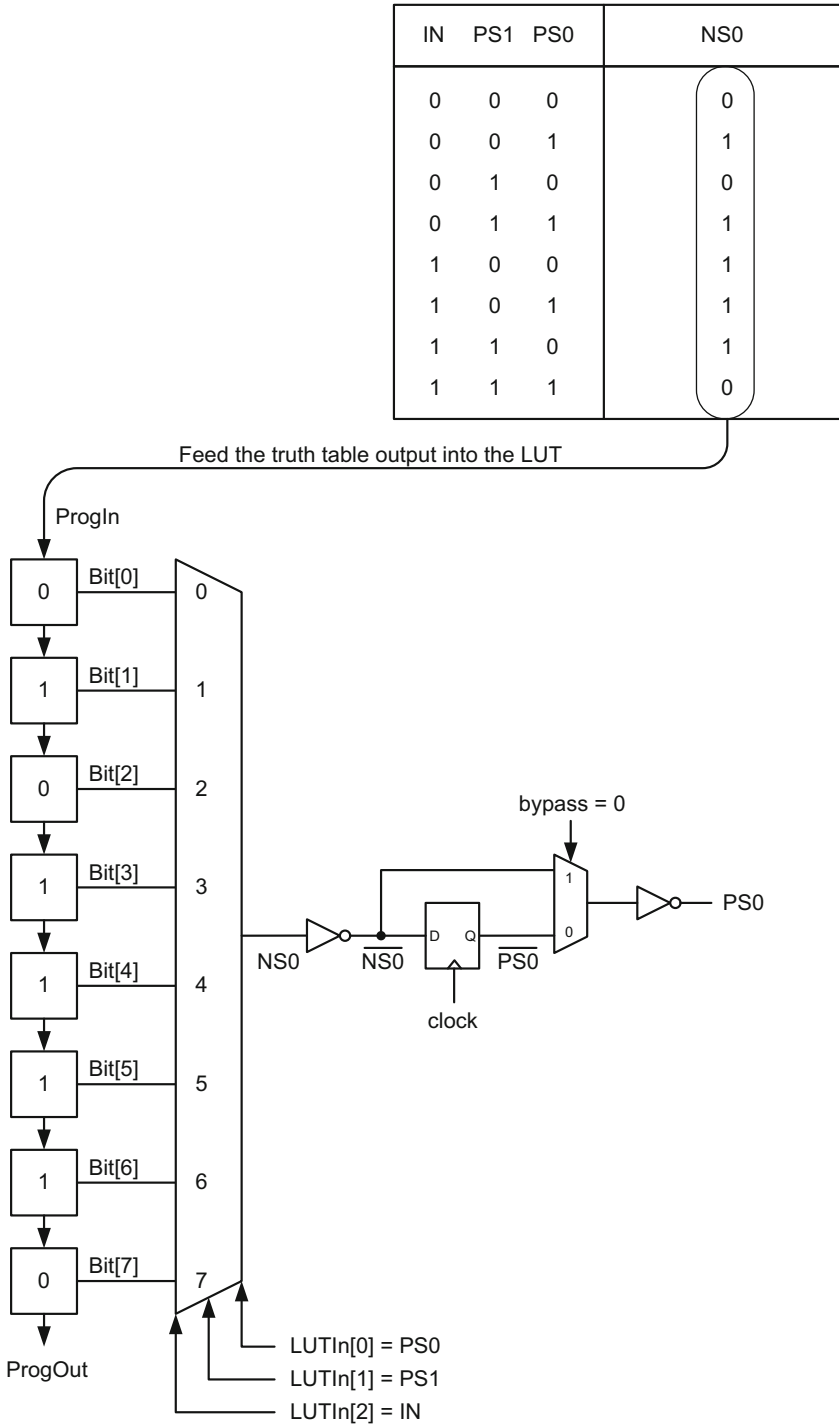 IN PS1 PS0 NS0
0 0 0 0
0 0 1 1
0 1 0 0
0 1 1 1
1 0 0 1
1 0 1 1
1 1 0 1
1 1 1 0
Feed the truth table output into the LUT
ProgIn
0 Bit[0] 0
1 Bit[1] 1
0 Bit[2] 2
bypass = 0
1 Bit[3] 3
1
0
PS0
NS0
NS0
D Q
PS0
clock
1 Bit[4] 4
1 Bit[5] 5
1 Bit[6] 6
0 Bit[7] 7
ProgOut
LUTIn[0] = PS0
LUTIn[1] = PS1
LUTIn[2] = IN